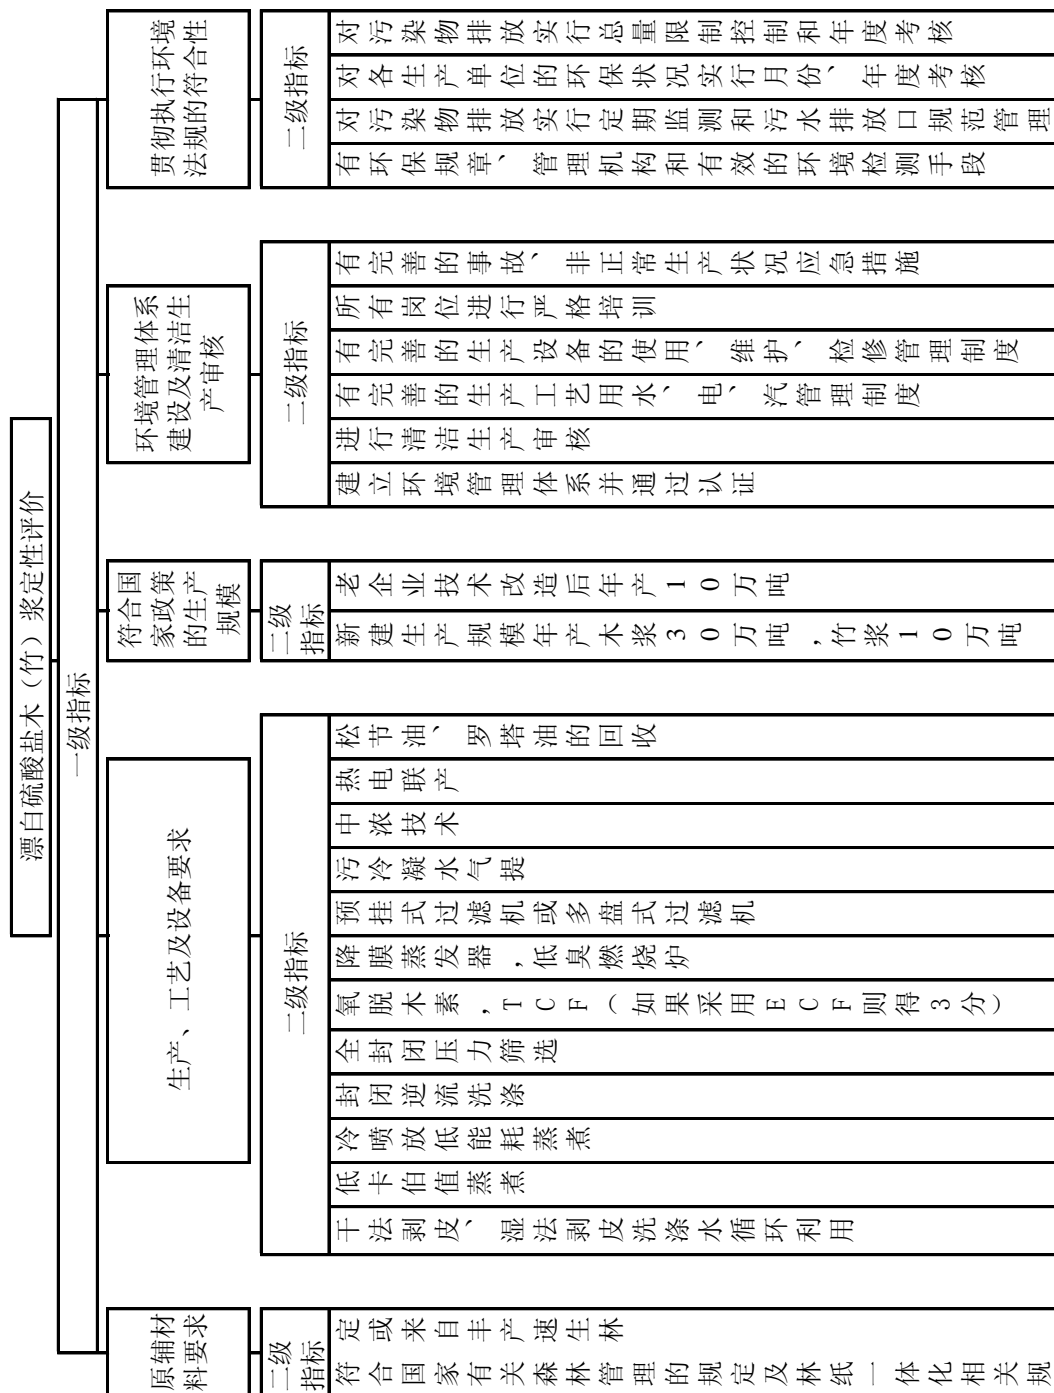 漂白硫酸盐木（竹）浆定性评价
一级指标
原辅材
料要求
二级
指标
符合国家有关森林管理的规定及林纸一体化相关规
定或来自丰产速生林
生产、工艺及设备要求
二级指标
干法剥皮、湿法剥皮洗涤水循环利用
低卡伯值蒸煮
冷喷放低能耗蒸煮
封闭逆流洗涤
全封闭压力筛选
氧脱木素，TCF（如果采用ECF则得3分）
降膜蒸发器，低臭燃烧炉
预挂式过滤机或多盘式过滤机
污冷凝水气提
中浓技术
热电联产
松节油、罗塔油的回收
符合国
家政策
的生产
规模
二级
指标
新建生产规模年产木浆30万吨，竹浆10万吨
老企业技术改造后年产10万吨
环境管理体系
建设及清洁生
产审核
二级指标
建立环境管理体系并通过认证
进行清洁生产审核
有完善的生产工艺用水、电、汽管理制度
有完善的生产设备的使用、维护、检修管理制度
所有岗位进行严格培训
有完善的事故、非正常生产状况应急措施
贯彻执行环境
法规的符合性
二级指标
有环保规章、管理机构和有效的环境检测手段
对污染物排放实行定期监测和污水排放口规范管理
对各生产单位的环保状况实行月份、年度考核
对污染物排放实行总量限制控制和年度考核